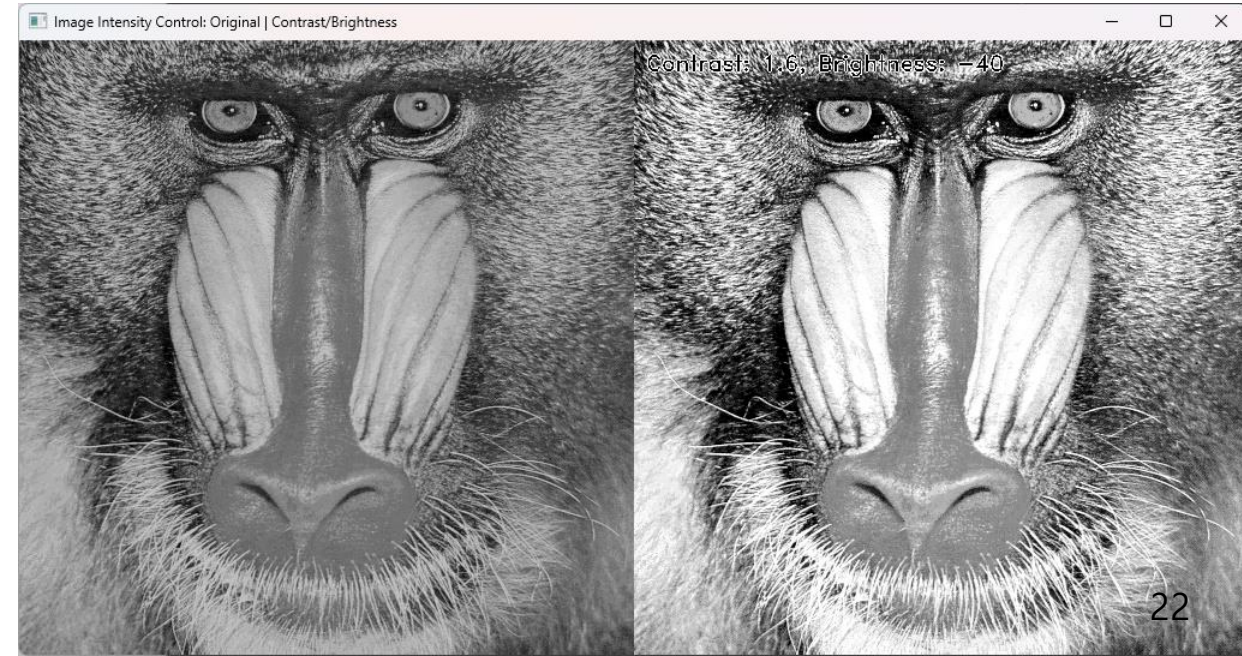 Image Intensity Control: Original | Contrast/Brightness
Contrast: 1.6, Brightness: -40
22